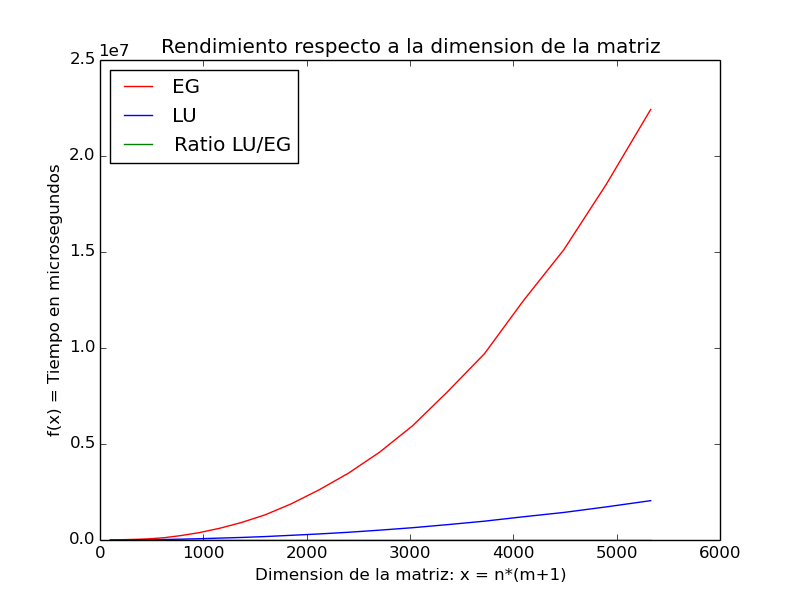 Rendimiento respecto a la dimension de la matriz
1e7
2.5
2.0
1.5
1.0
0.5
0.0
EG
LU
Ratio LU/EG
f(x) = Tiempo en microsegundos
0 1000 2000 3000 4000 5000 6000
Dimension de la matriz: x = n*(m+1)